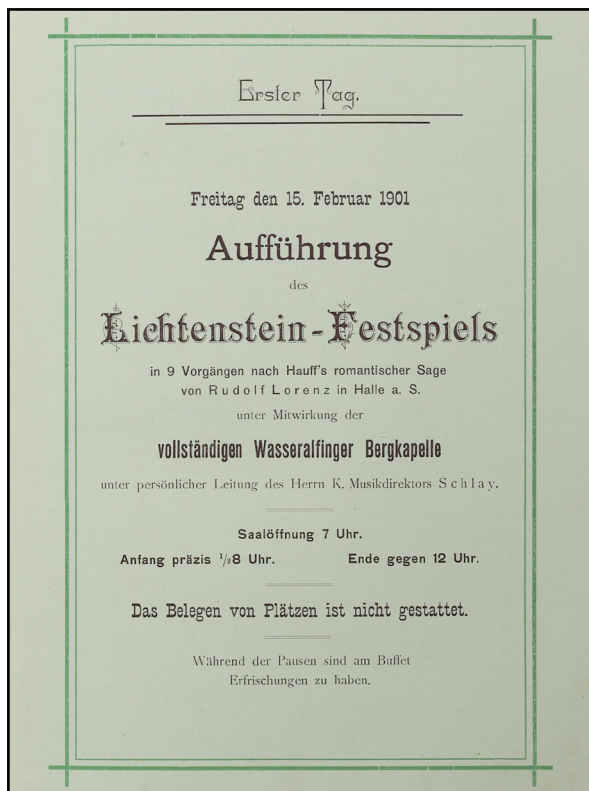 Erster Tag.
Freitag den 15. Februar 1901
Aufführung
des
Lichtenstein-Festspiels
in 9 Vorgängen nach Hauff's romantischer Sage
von Rudolf Lorenz in Halle a. S.
unter Mitwirkung der
vollständigen Wasseralfinger Bergkapelle
unter persönlicher Leitung des Herrn K. Musikdirektors Schlay.
Saalöffnung 7 Uhr.
Anfang präzis 1/28 Uhr. Ende gegen 12 Uhr.
Das Belegen von Plätzen ist nicht gestattet.
Während der Pausen sind am Buffet
Erfrischungen zu haben.